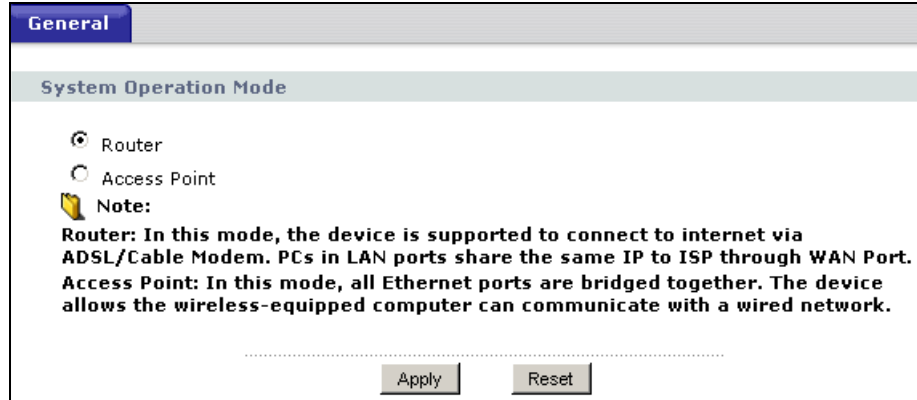 General
System Operation Mode
Router
Access Point
Note:
Router: In this mode, the device is supported to connect to internet via
ADSL/Cable Modem. PCs in LAN ports share the same IP to ISP through WAN Port.
Access Point: In this mode, all Ethernet ports are bridged together. The device
allows the wireless-equipped computer can communicate with a wired network.
Apply Reset